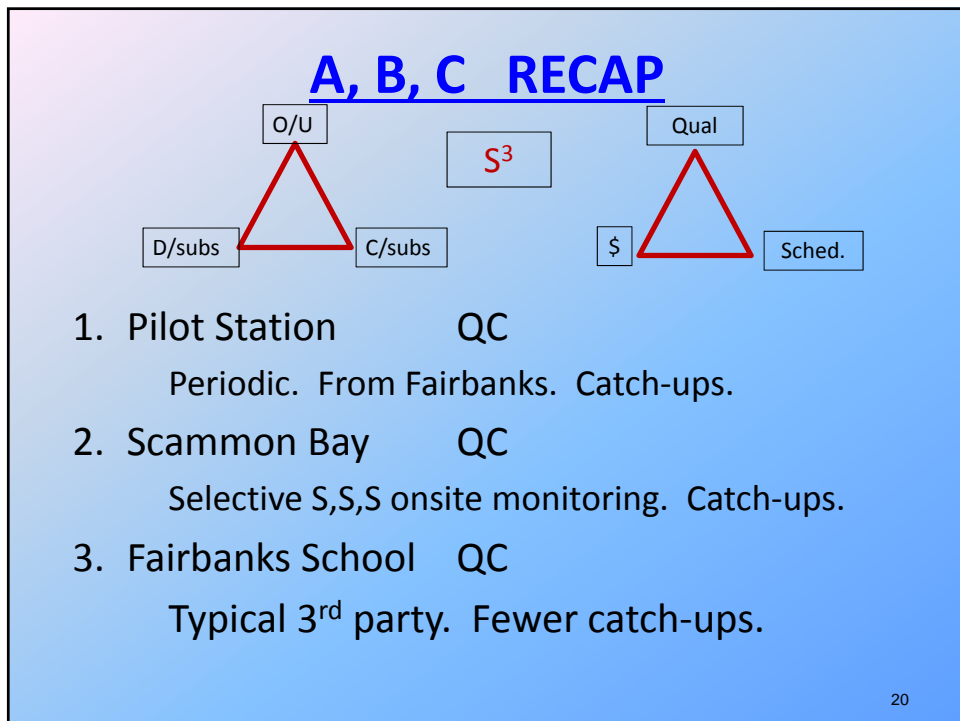 A, B, C RECAP
O/U
S³
Qual
D/subs
C/subs
$
Sched.
1. Pilot Station QC
Periodic. From Fairbanks. Catch-ups.
2. Scammon Bay QC
Selective S,S,S onsite monitoring. Catch-ups.
3. Fairbanks School QC
Typical 3rd party. Fewer catch-ups.
20